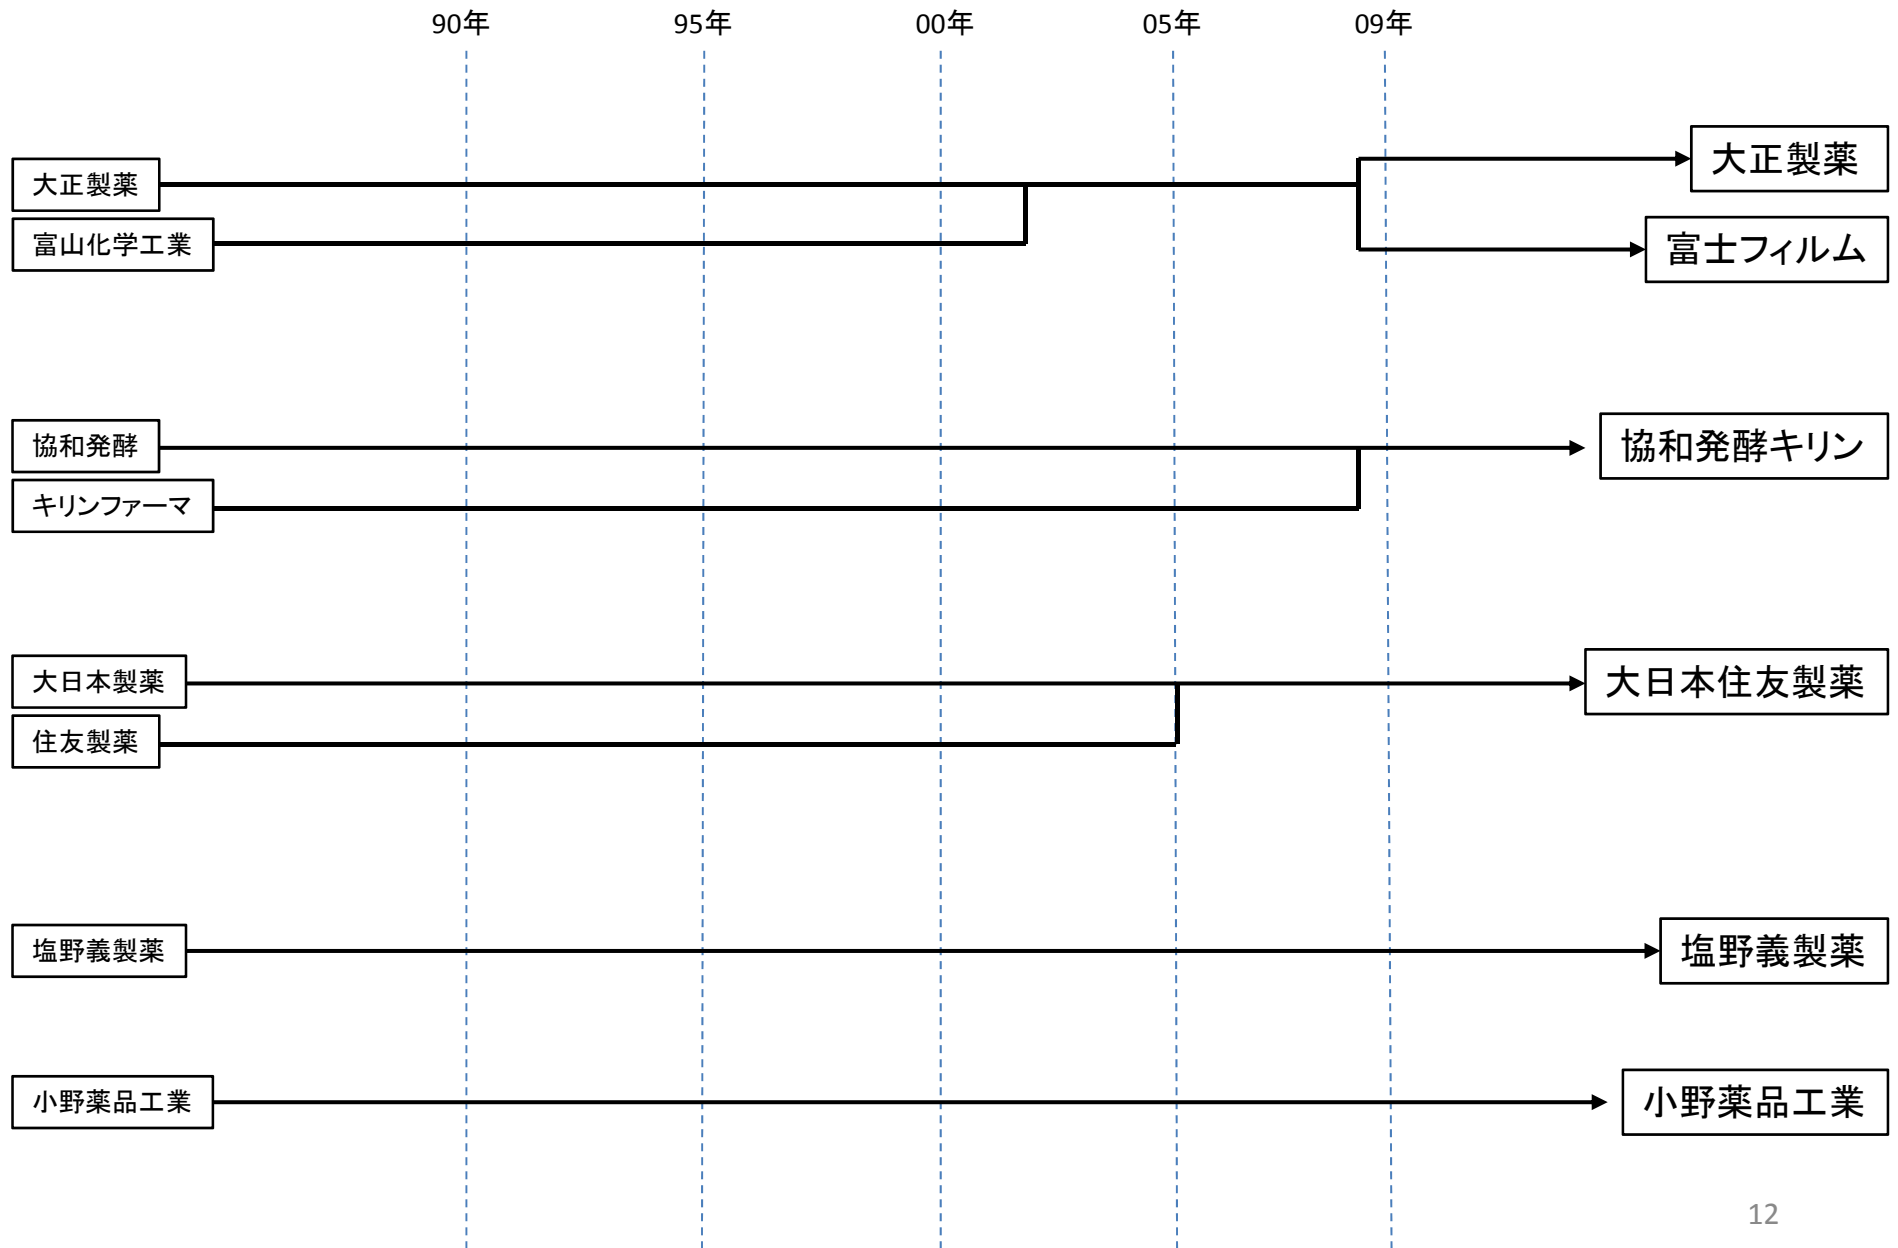 90年 95年 00年 05年 09年
大正製薬
大正製薬
富山化学工業
富士フィルム
協和発酵
協和発酵キリン
キリンファーマ
大日本製薬
大日本住友製薬
住友製薬
塩野義製薬
塩野義製薬
小野薬品工業
小野薬品工業
12